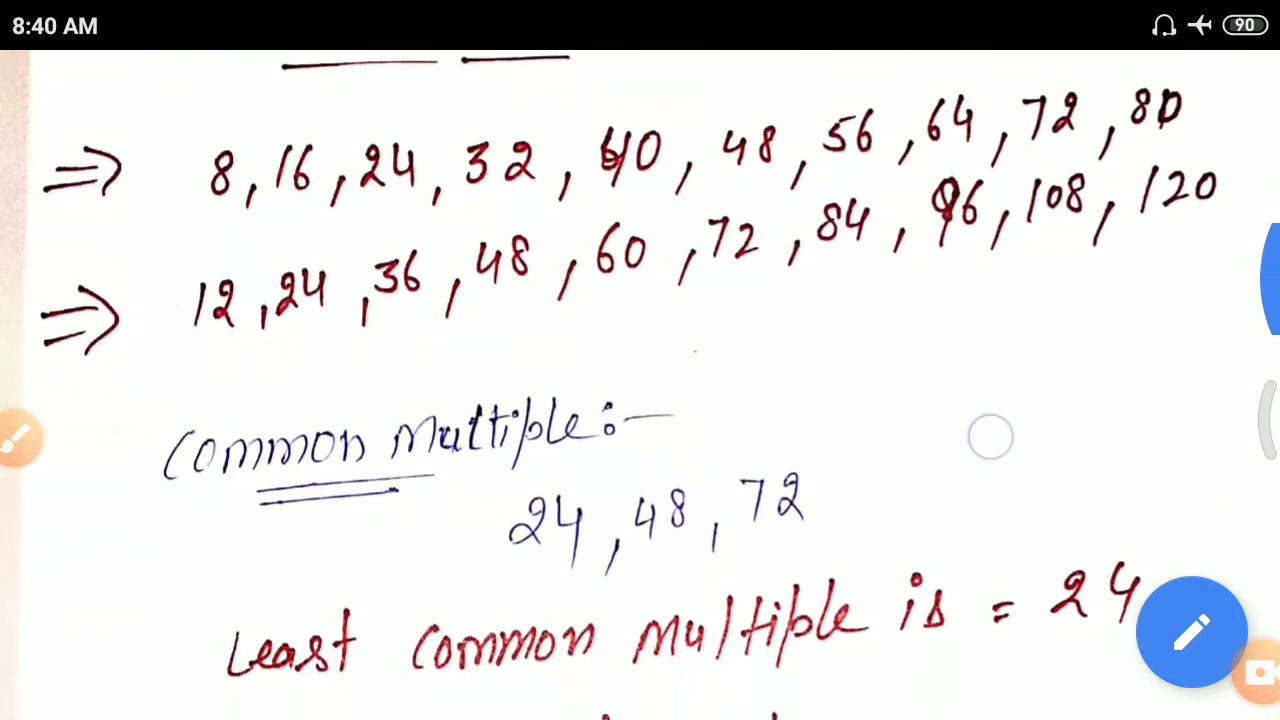 8:40 AM 90
⇒ 8, 16, 24, 32, 40, 48, 56, 64, 72, 80
⇒ 12, 24, 36, 48, 60, 72, 84, 96, 108, 120
Common Multiple:-
24, 48, 72
Least common multiple is = 24